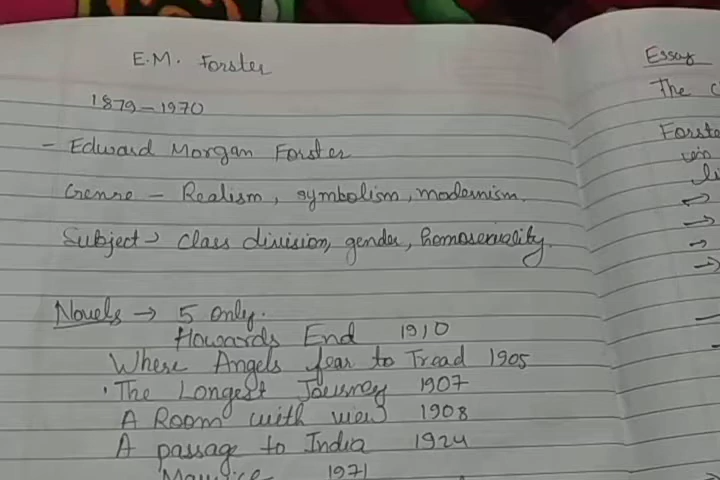 E.M. Forster
1879-1970
- Edward Morgan Forster
Genre - Realism, symbolism, modernism.
Subject → Class division, gender, homosexuality.
Novels → 5 only.
Howards End 1910
Where Angels fear to Tread 1905
The Longest Journey 1907
A Room with view 1908
A passage to India 1924
Maurice 1971
Essay
The